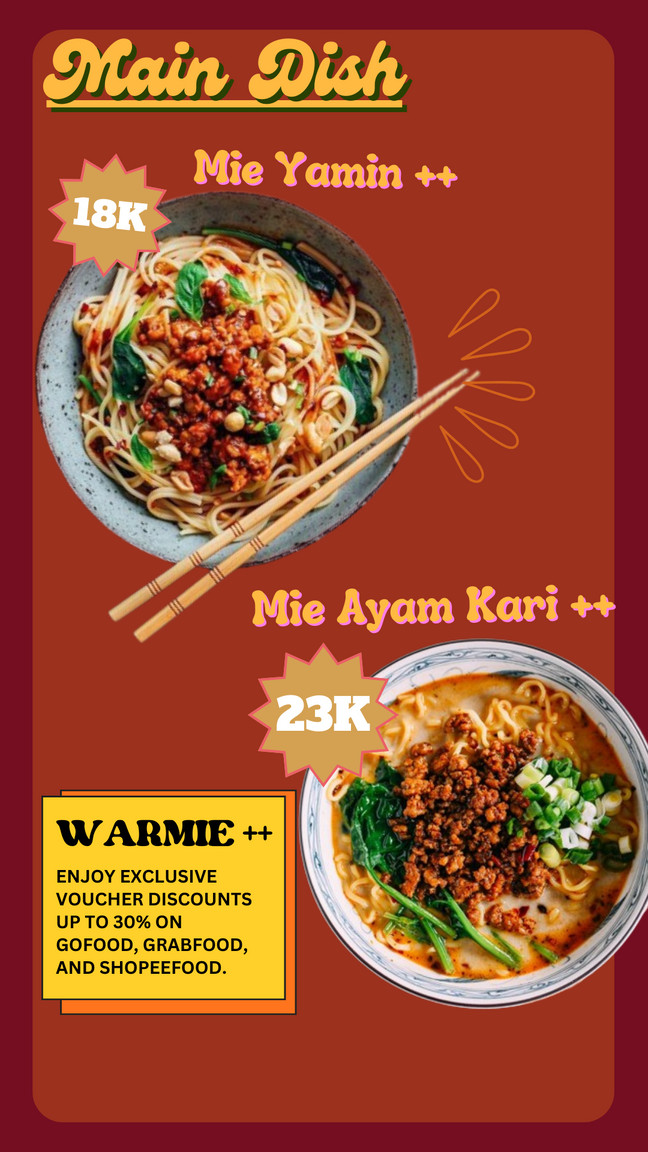 Main Dish
Mie Yamin ++
18K
Mie Ayam Kari ++
23K
WARMIE ++
ENJOY EXCLUSIVE
VOUCHER DISCOUNTS
UP TO 30% ON
GOFOOD, GRABFOOD,
AND SHOPEEFOOD.